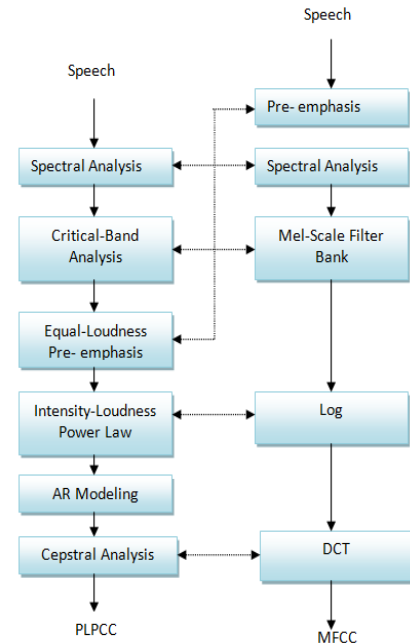 Speech
Speech
Pre- emphasis
Spectral Analysis
Spectral Analysis
Critical-Band
Analysis
Mel-Scale Filter
Bank
Equal-Loudness
Pre- emphasis
Intensity-Loudness
Power Law
Log
AR Modeling
Cepstral Analysis
DCT
PLPCC
MFCC